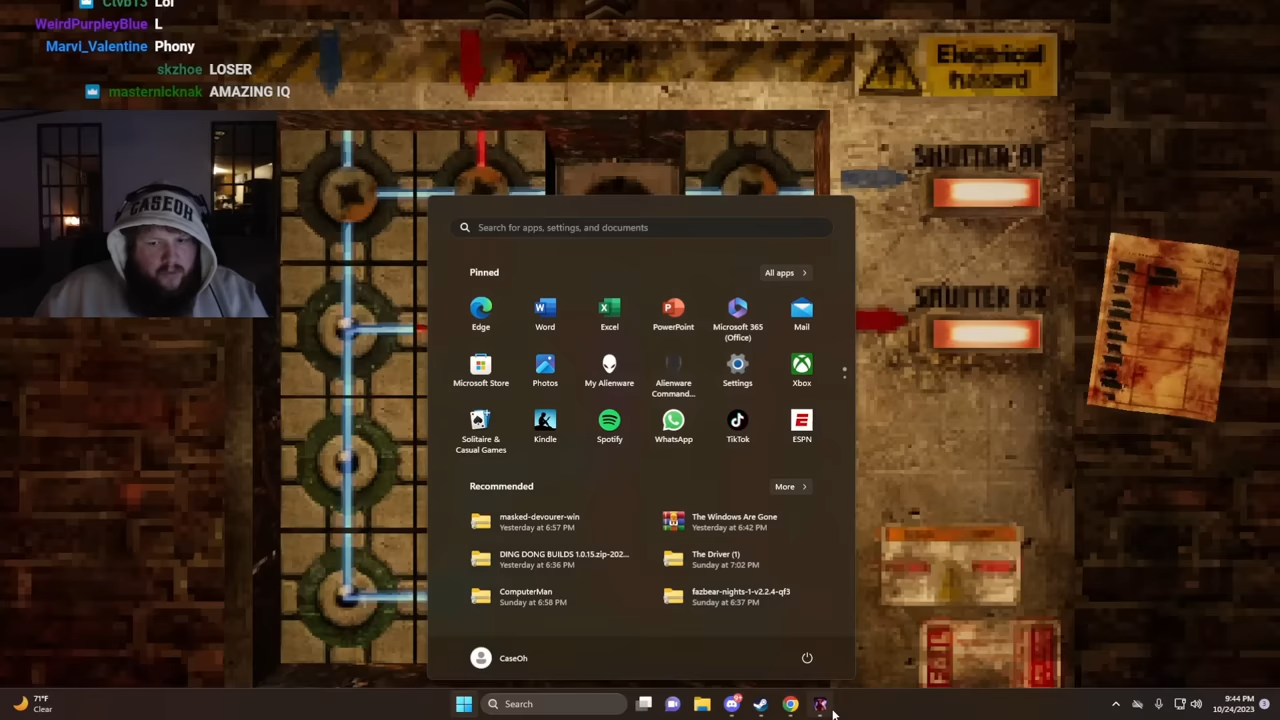 Ctvb13 Lol
WeirdPurpleyBlue L
Marvi_Valentine Phony
skzhoe LOSER
masternicknak AMAZING IQ
Electrical
hazard
CASEOH
SHUTTER 01
SHUTTER 02
Search for apps, settings, and documents
Pinned
All apps >
Edge Word Excel PowerPoint Microsoft 365 (Office) Mail
Microsoft Store Photos My Alienware Alienware Command... Settings Xbox
Solitaire & Casual Games Kindle Spotify WhatsApp TikTok ESPN
Recommended
More >
masked-devourer-win
Yesterday at 6:57 PM
The Windows Are Gone
Yesterday at 6:42 PM
DING DONG BUILDS 1.0.15.zip-202...
Yesterday at 6:36 PM
The Driver (1)
Sunday at 7:02 PM
ComputerMan
Sunday at 6:58 PM
fazbear-nights-1-v2.2.4-qf3
Sunday at 6:37 PM
CaseOh
FAIL
71°F
Clear
Search
9:44 PM
10/24/2023